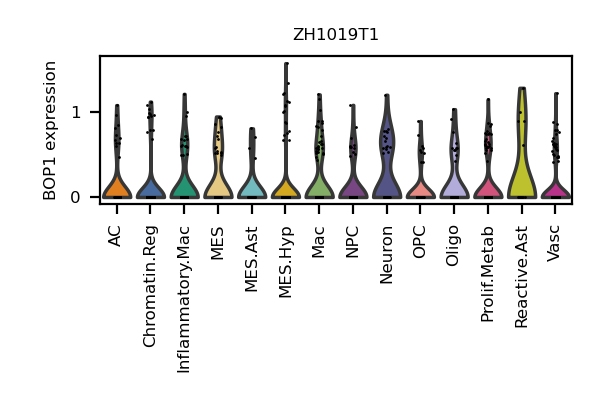 ZH1019T1
BOP1 expression
1
0
AC
Chromatin.Reg
Inflammatory.Mac
MES
MES.Ast
MES.Hyp
Mac
NPC
Neuron
OPC
Oligo
Prolif.Metab
Reactive.Ast
Vasc